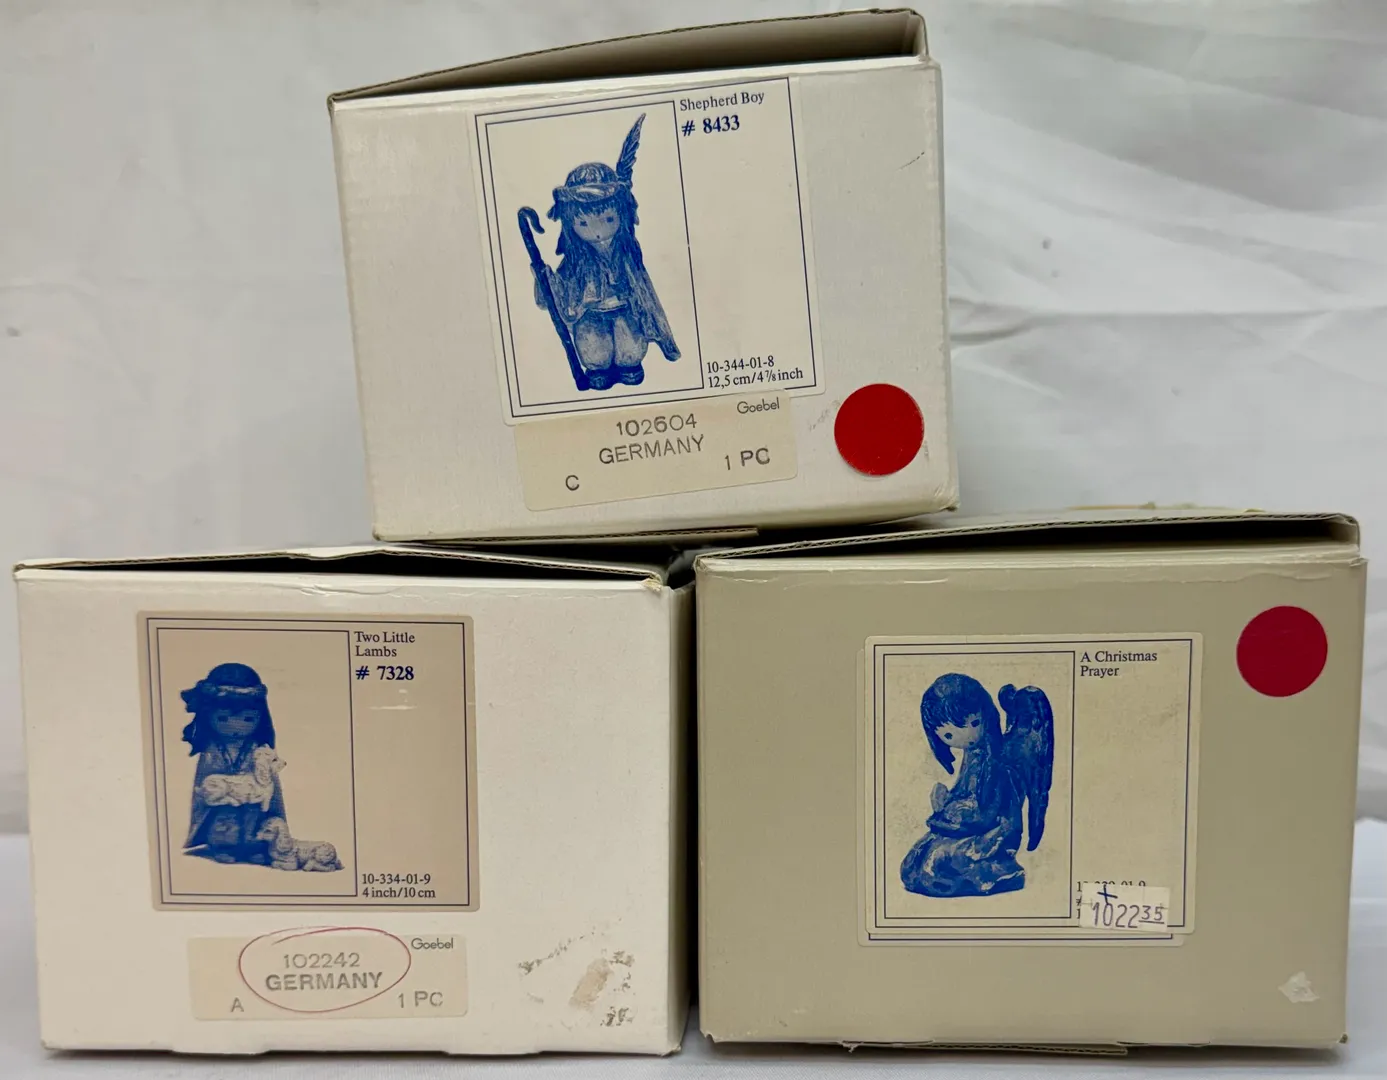 Shepherd Boy
# 8433
10-344-01-8
12,5 cm/4⅞ inch
Goebel
102604
GERMANY
C
1 PC
Two Little
Lambs
# 7328
10-334-01-9
4 inch/10 cm
Goebel
102242
GERMANY
A
1 PC
A Christmas
Prayer
102235